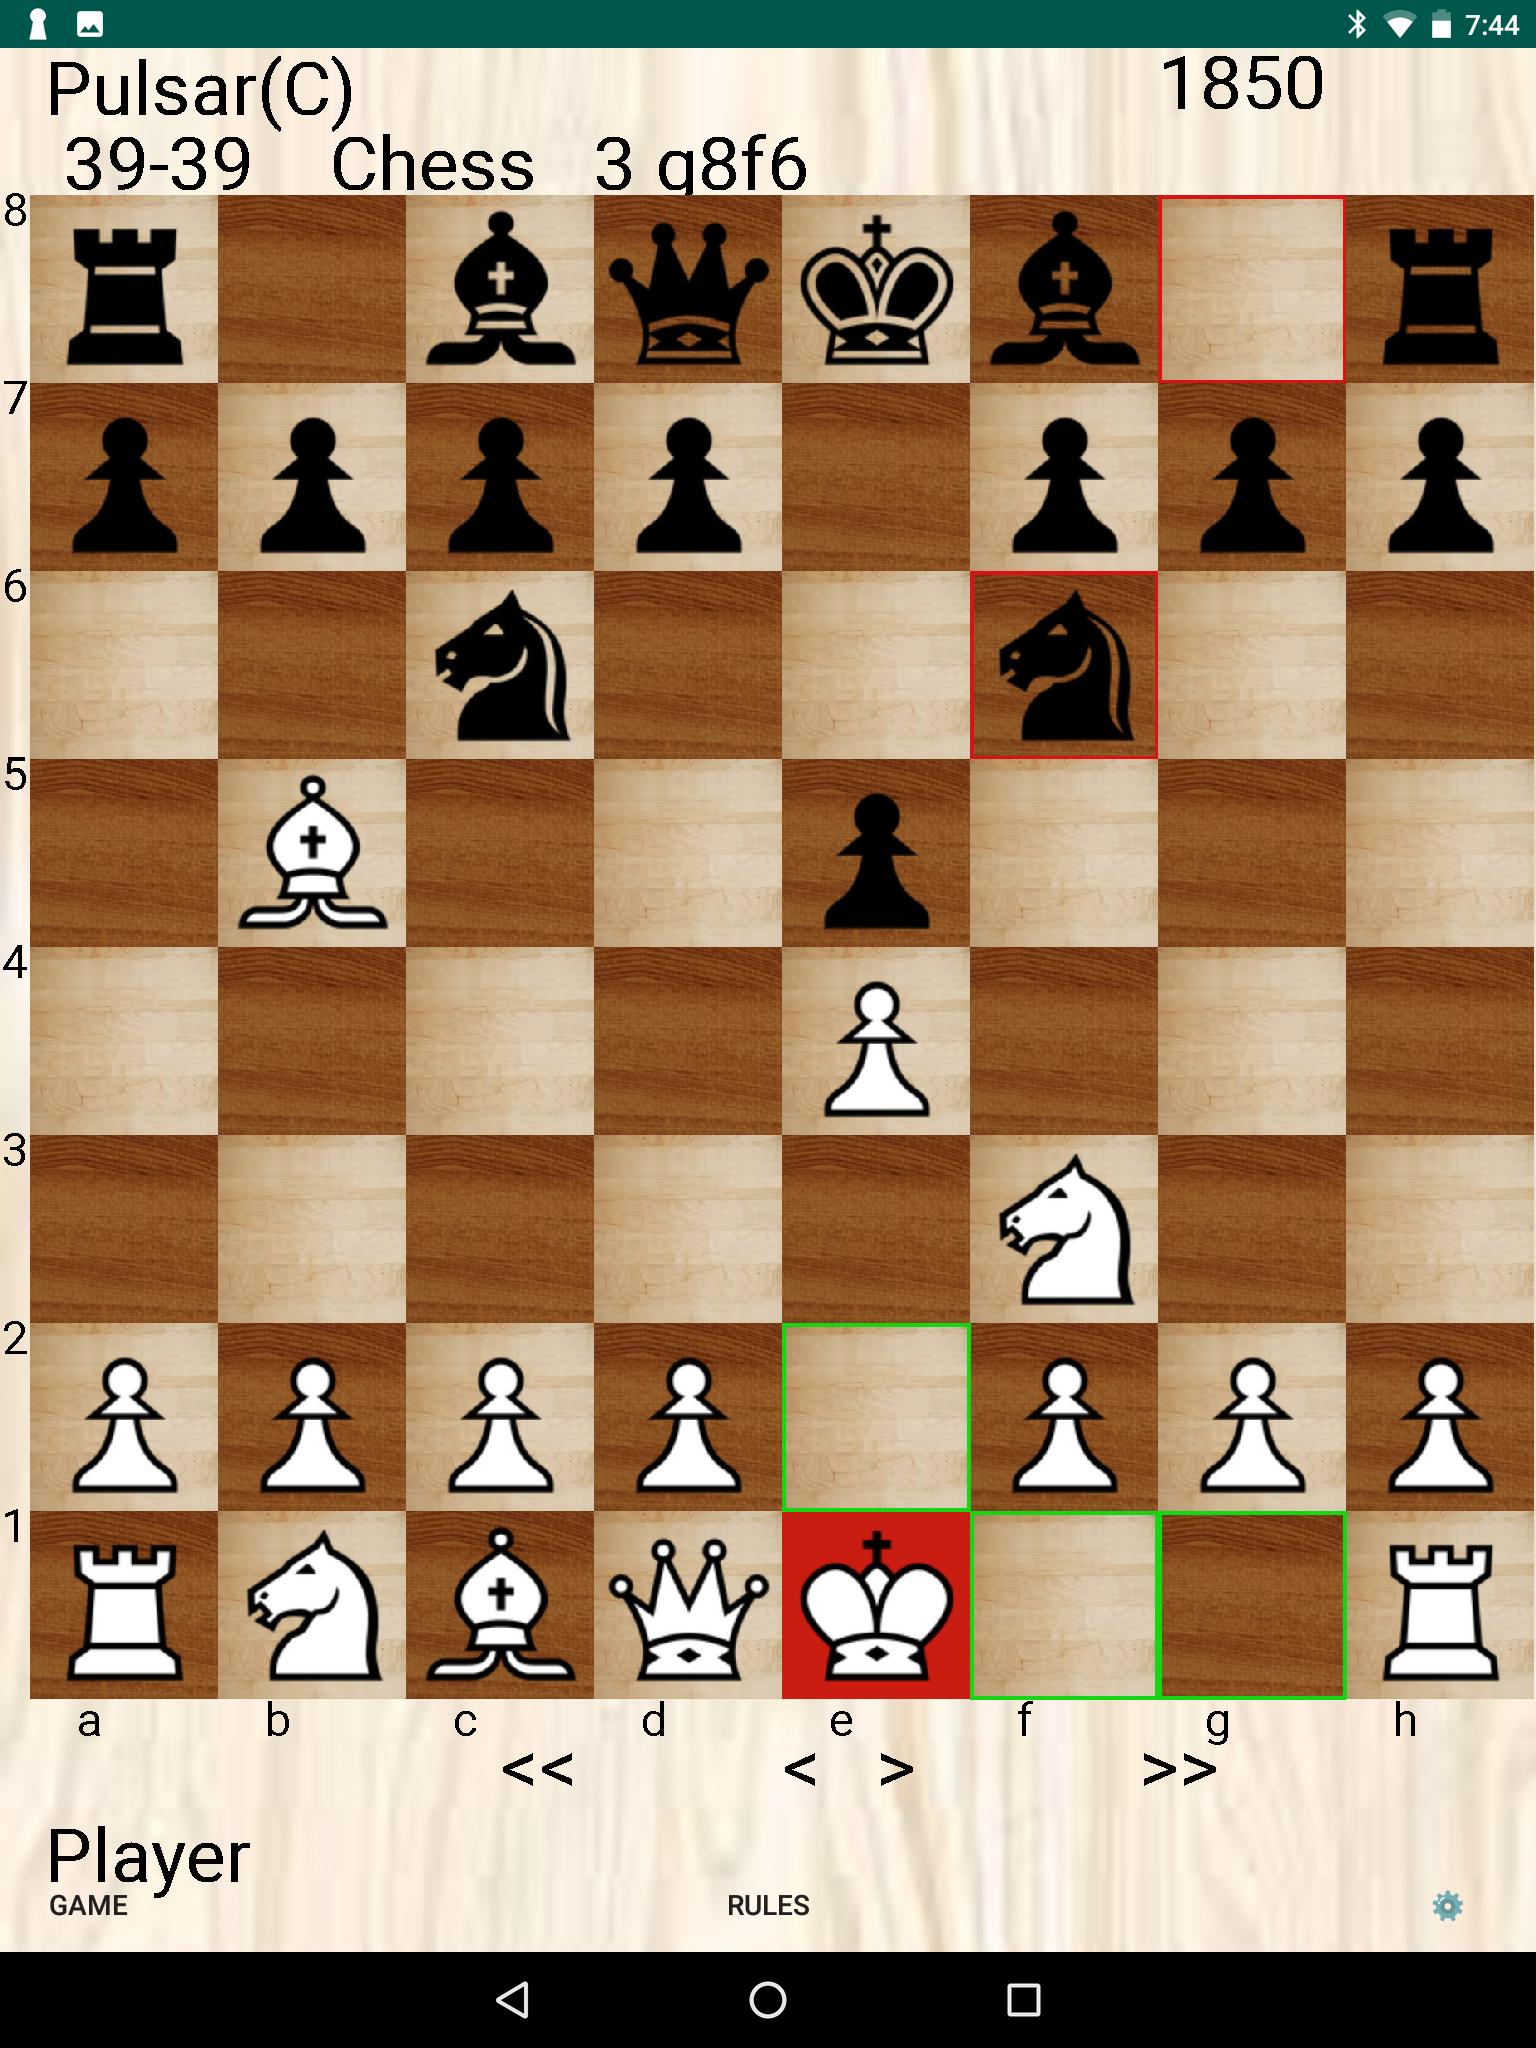 7:44
Pulsar(C) 1850
39-39 Chess 3 g8f6
8
7
6
5
4
3
2
1
a b c d e f g h
<< < > >>
Player
GAME RULES